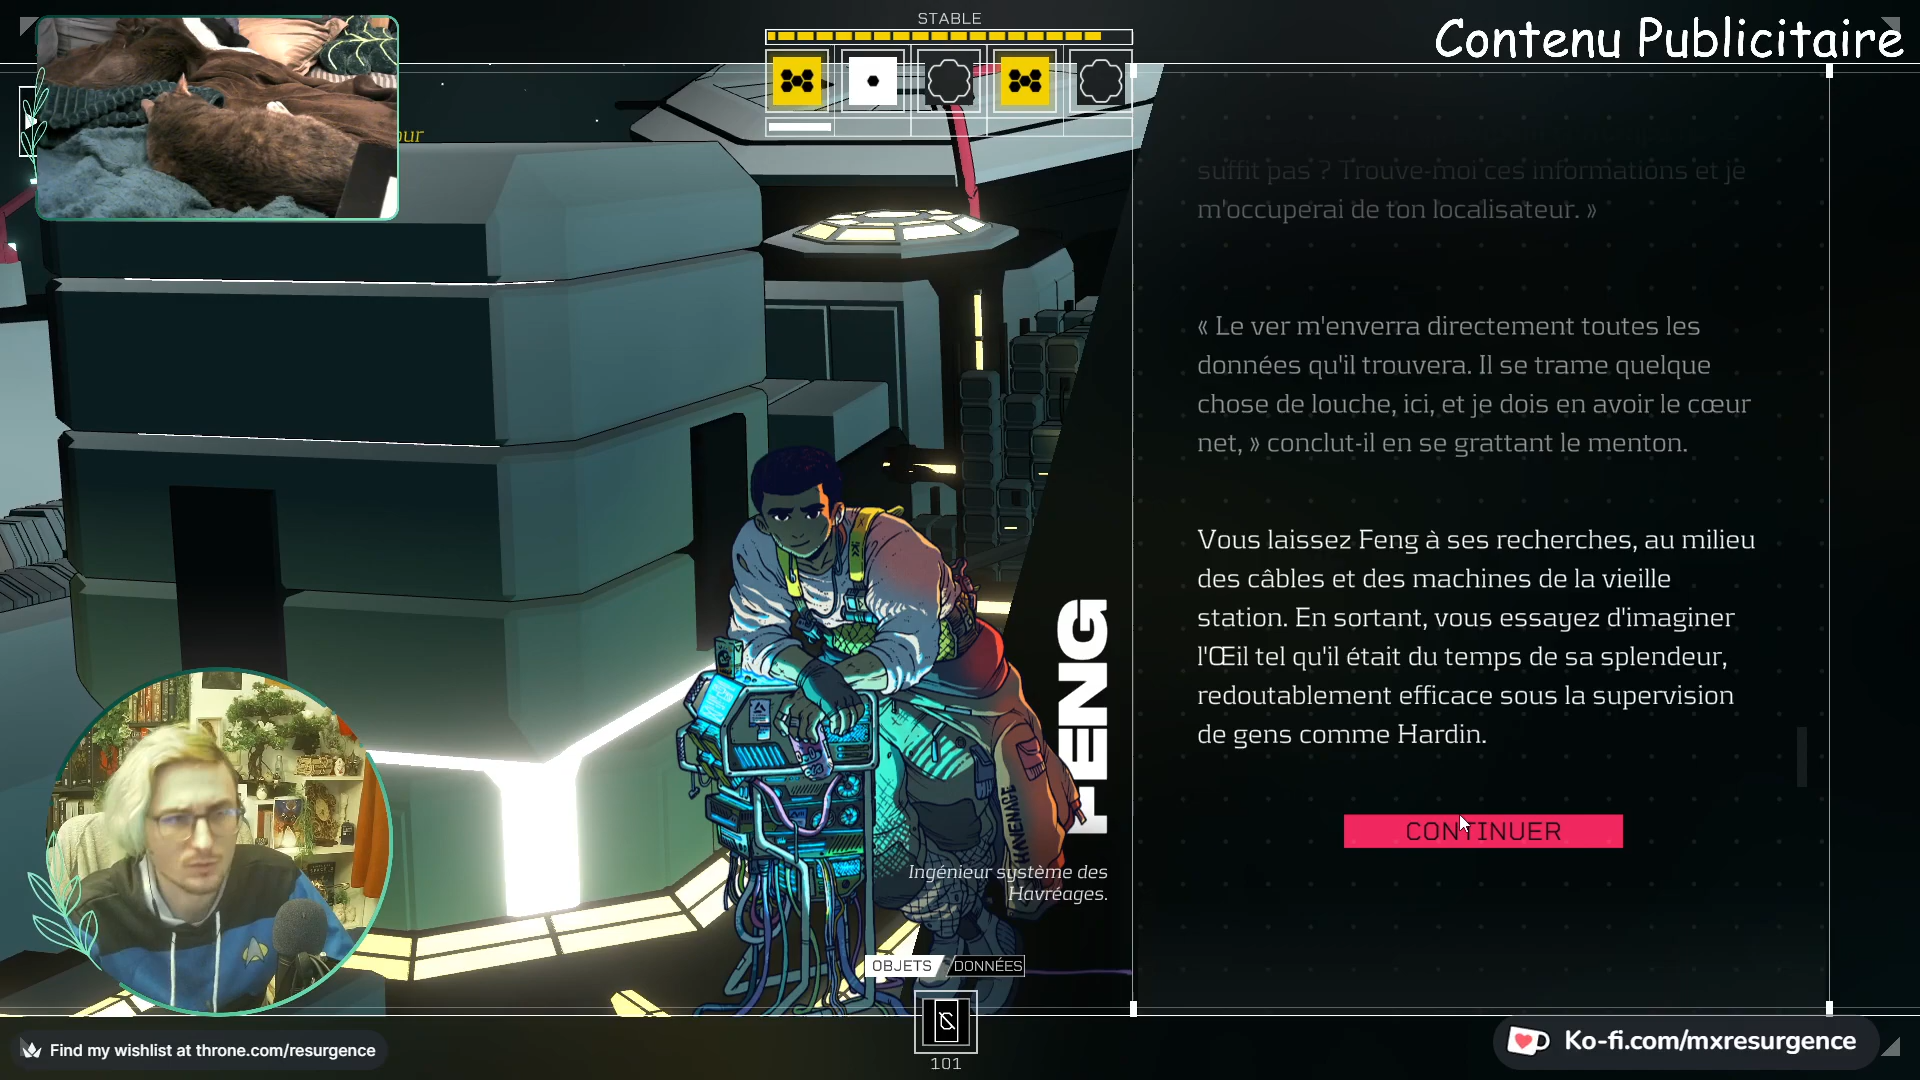 STABLE
Contenu Publicitaire
our
suffit pas ? Trouve-moi ces informations et je
m'occuperai de ton localisateur. »
« Le ver m'enverra directement toutes les
données qu'il trouvera. Il se trame quelque
chose de louche, ici, et je dois en avoir le cœur
net, » conclut-il en se grattant le menton.
Vous laissez Feng à ses recherches, au milieu
des câbles et des machines de la vieille
station. En sortant, vous essayez d'imaginer
l'Œil tel qu'il était du temps de sa splendeur,
redoutablement efficace sous la supervision
de gens comme Hardin.
CONTINUER
FENG
HAVENAGE
Ingénieur système des
Havréages.
OBJETS
DONNÉES
101
Find my wishlist at throne.com/resurgence
Ko-fi.com/mxresurgence